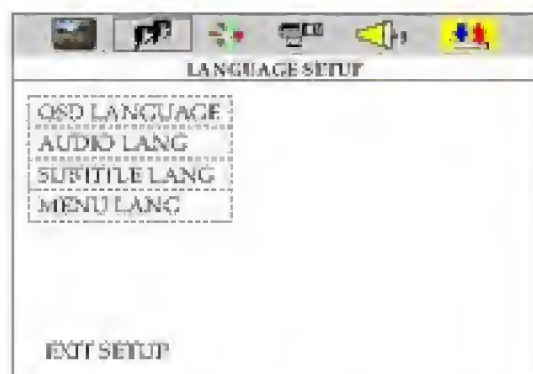 LANGUAGE SETUP
OSD LANGUAGE
AUDIO LANG
SUBTITLE LANG
MENU LANG
EXIT SETUP